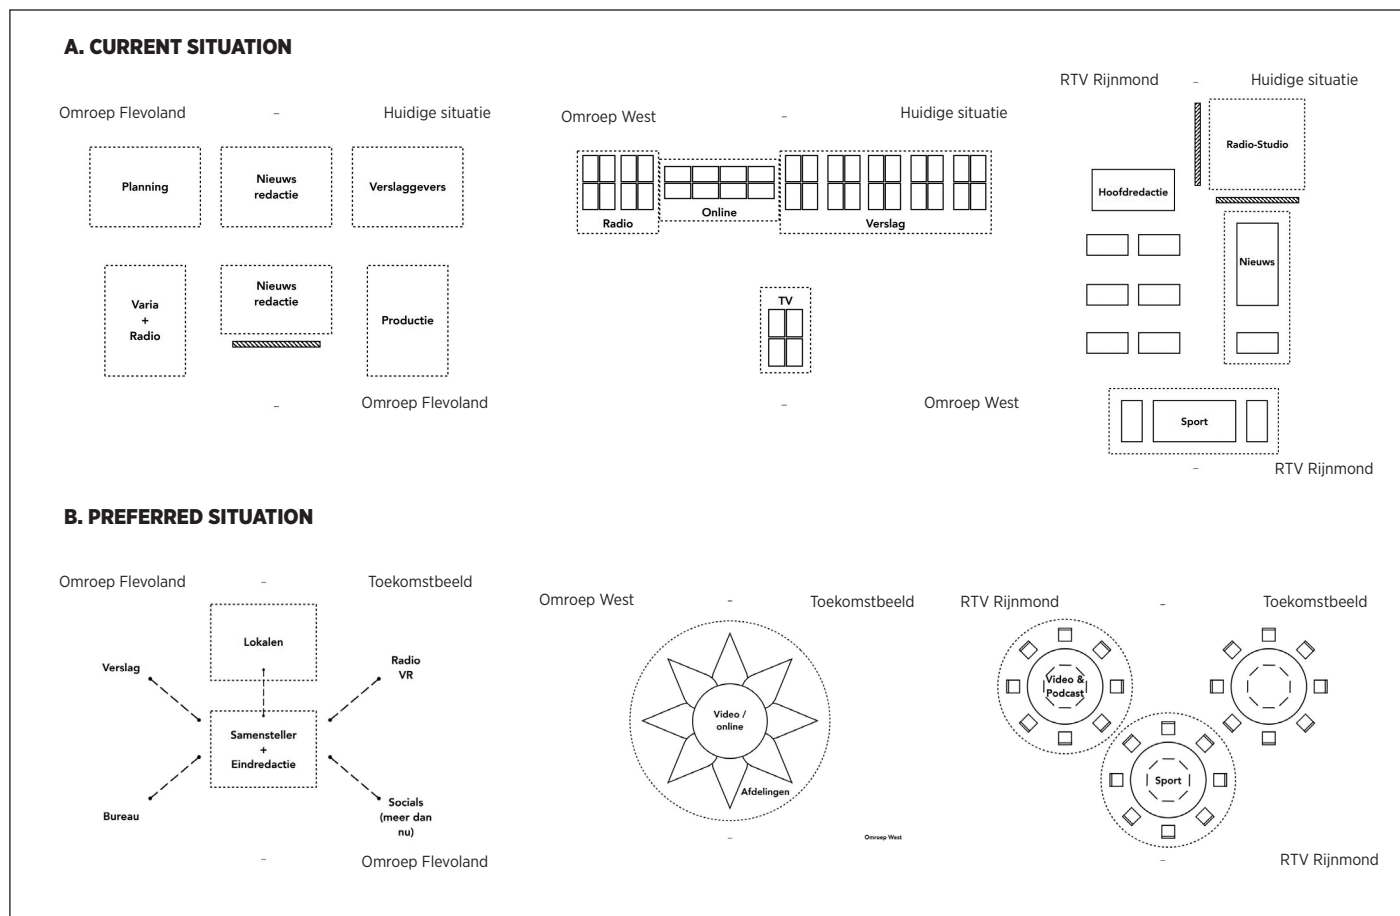 A. CURRENT SITUATION
Omroep Flevoland - Huidige situatie
Planning
Nieuws
redactie
Verslaggevers
Varia
+
Radio
Nieuws
redactie
Productie
- Omroep Flevoland
Omroep West - Huidige situatie
Radio
Online
Verslag
TV
- Omroep West
RTV Rijnmond - Huidige situatie
Radio-Studio
Hoofdredactie
Nieuws
Sport
- RTV Rijnmond
B. PREFERRED SITUATION
Omroep Flevoland - Toekomstbeeld
Lokalen
Verslag
Radio
VR
Samensteller
+
Eindredactie
Bureau
Socials
(meer dan
nu)
- Omroep Flevoland
Omroep West - Toekomstbeeld
Video /
online
Afdelingen
- Omroep West
RTV Rijnmond - Toekomstbeeld
Video &
Podcast
Sport
- RTV Rijnmond